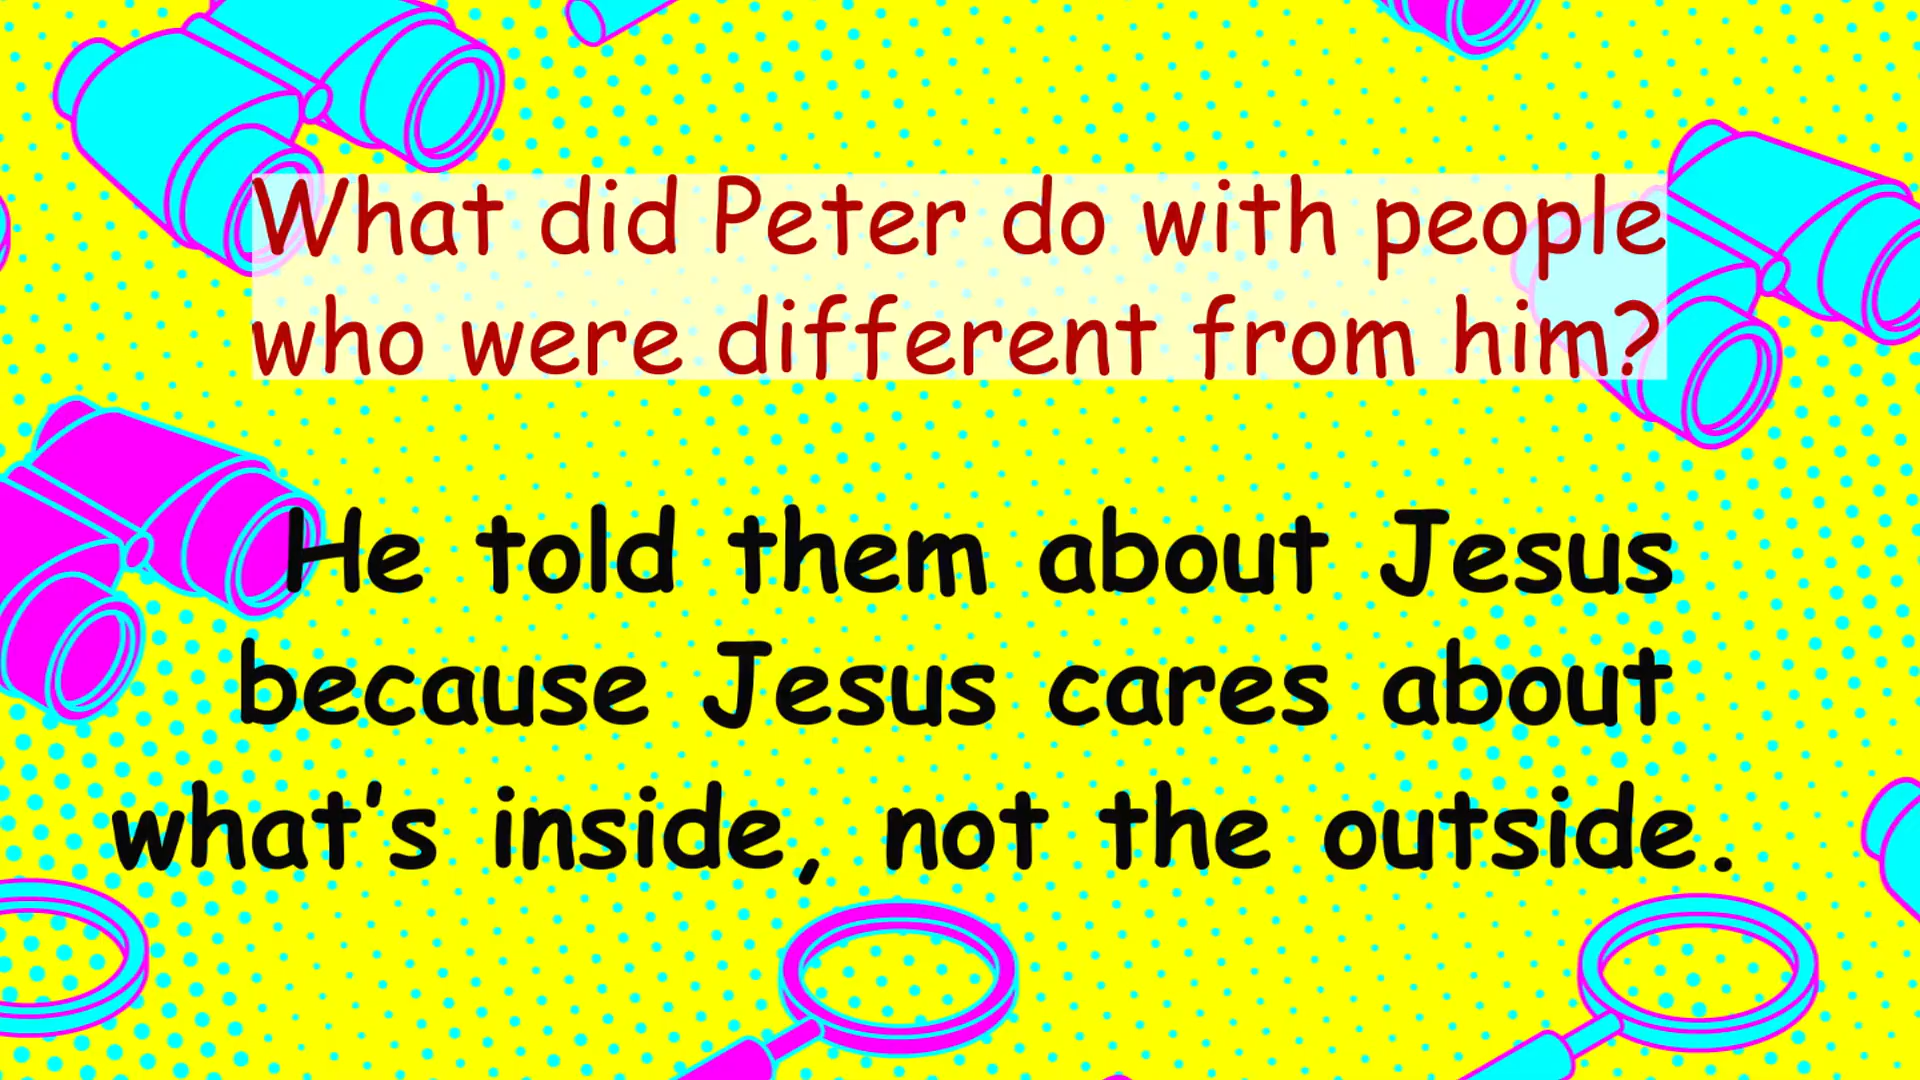 What did Peter do with people
who were different from him?
He told them about Jesus
because Jesus cares about
what's inside, not the outside.